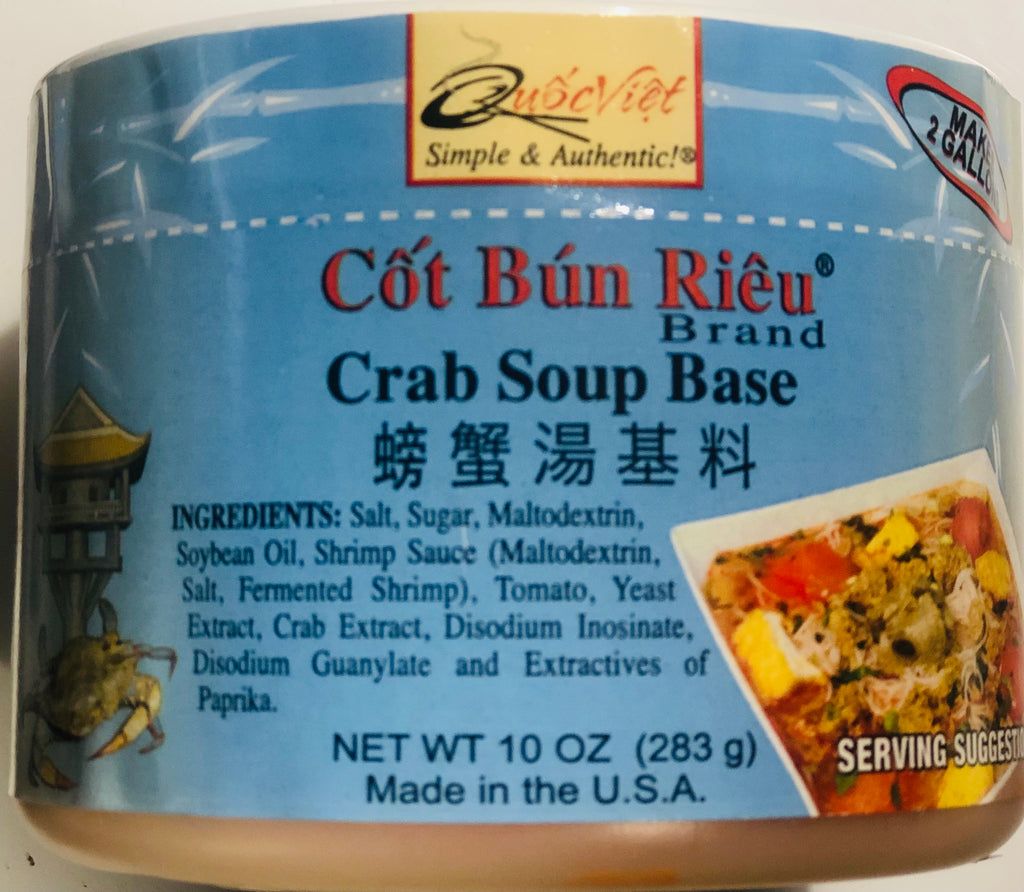 QuốcViệt
Simple & Authentic!®
2
Cốt Bún Riêu®
Brand
Crab Soup Base
螃蟹湯基料
INGREDIENTS: Salt, Sugar, Maltodextrin,
Soybean Oil, Shrimp Sauce (Maltodextrin,
Salt, Fermented Shrimp), Tomato, Yeast
Extract, Crab Extract, Disodium Inosinate,
Disodium Guanylate and Extractives of
Paprika.
NET WT 10 OZ (283 g)
Made in the U.S.A.
SERVING